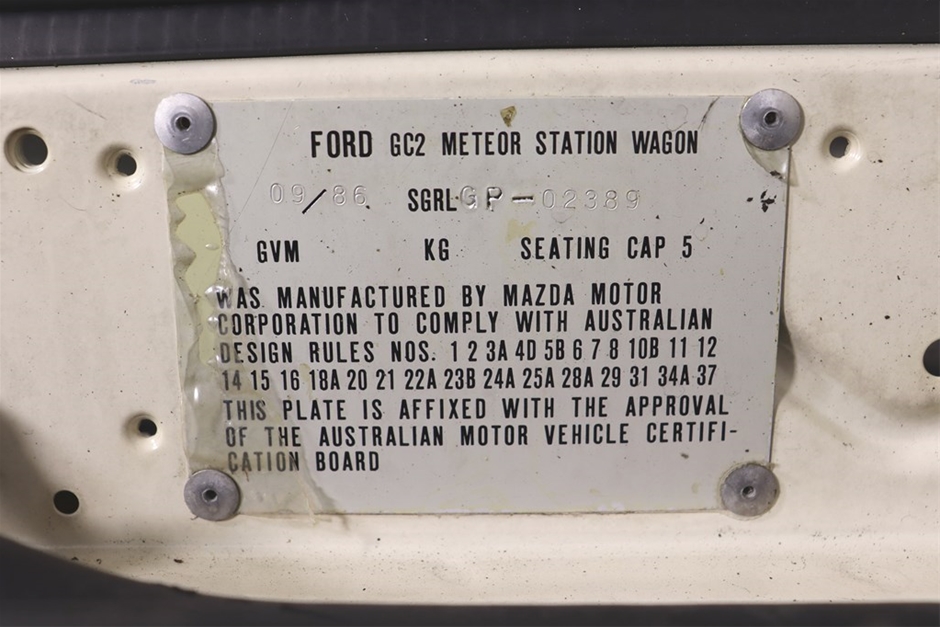 FORD GC2 METEOR STATION WAGON
09/86 SGRLGP-02389
GVM KG SEATING CAP 5
WAS MANUFACTURED BY MAZDA MOTOR
CORPORATION TO COMPLY WITH AUSTRALIAN
DESIGN RULES NOS. 1 2 3A 4D 5B 6 7 8 10B 11 12
14 15 16 18A 20 21 22A 23B 24A 25A 28A 29 31 34A 37
THIS PLATE IS AFFIXED WITH THE APPROVAL
OF THE AUSTRALIAN MOTOR VEHICLE CERTIFI-
CATION BOARD